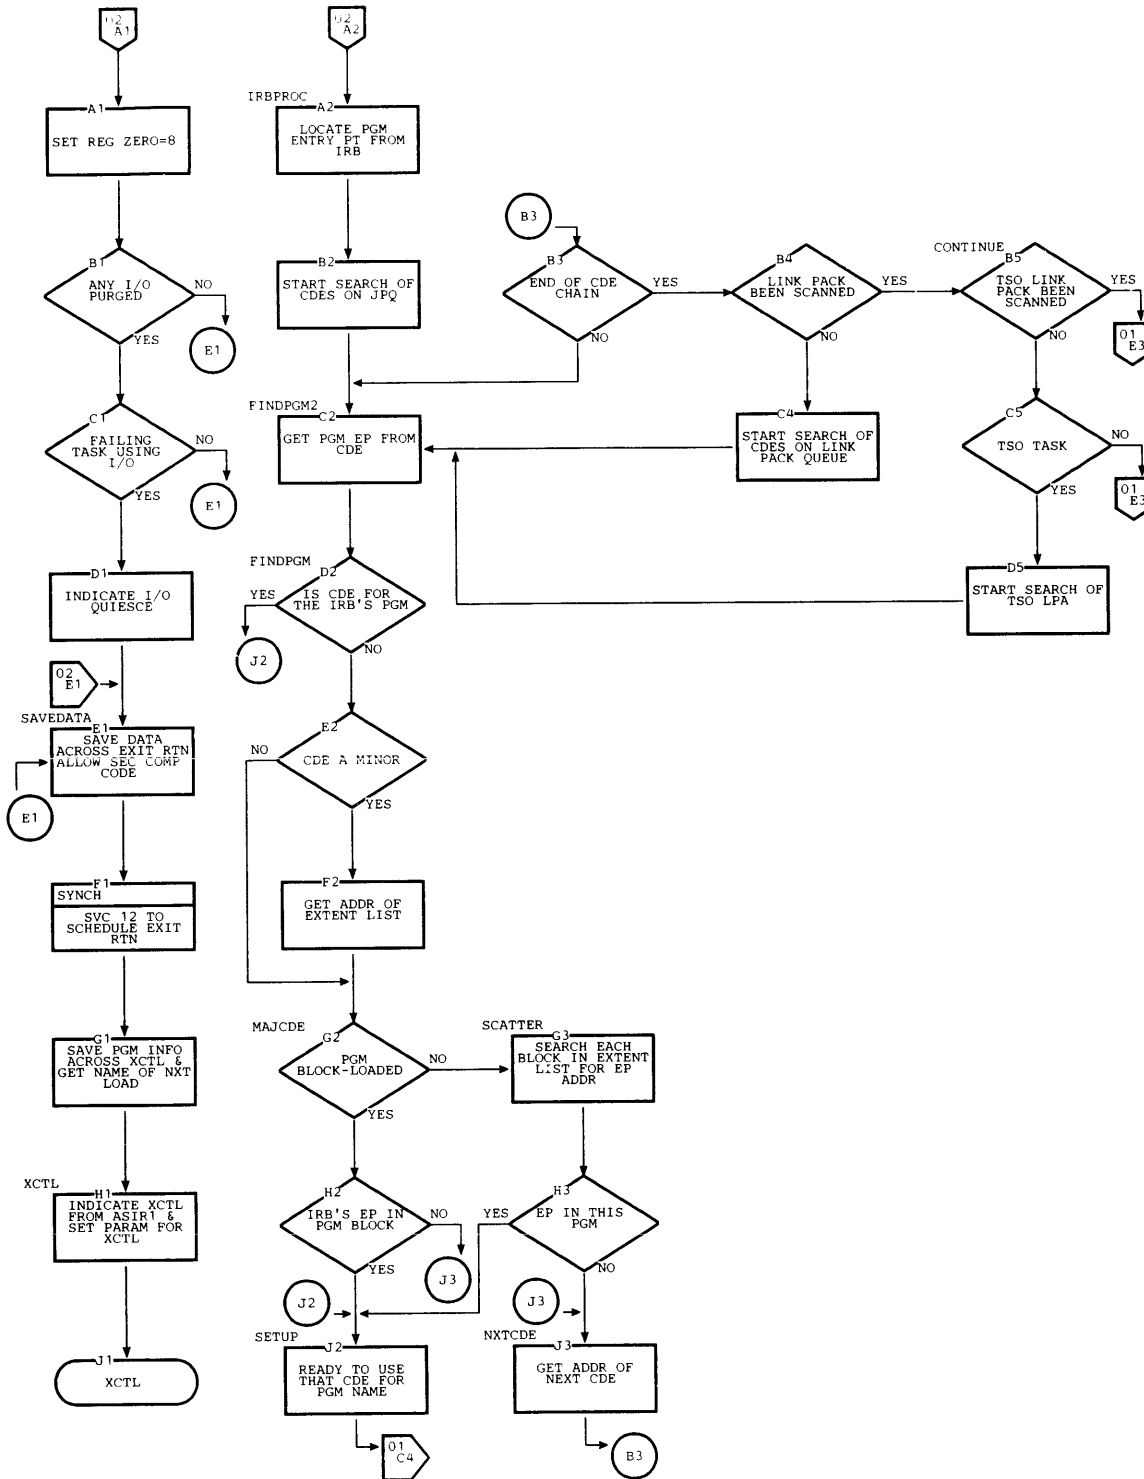 02
A1
A1
SET REG ZERO=8
B1
ANY I/O
PURGED
NO
E1
YES
C1
FAILING
TASK USING
I/O
NO
E1
YES
D1
INDICATE I/O
QUIESCE
02
E1
SAVEDATA
E1
SAVE DATA
ACROSS EXIT RTN
ALLOW SEC COMP
CODE
E1
F1
SYNCH
SVC 12 TO
SCHEDULE EXIT
RTN
G1
SAVE PGM INFO
ACROSS XCTL &
GET NAME OF NXT
LOAD
XCTL
H1
INDICATE XCTL
FROM ASIR1 &
SET PARAM FOR
XCTL
J1
XCTL
02
A2
IRBPROC
A2
LOCATE PGM
ENTRY PT FROM
IRB
B2
START SEARCH OF
CDES ON JPQ
FINDPGM2
C2
GET PGM EP FROM
CDE
FINDPGM
D2
IS CDE FOR
THE IRB'S PGM
YES
J2
NO
E2
CDE A MINOR
NO
YES
F2
GET ADDR OF
EXTENT LIST
MAJCDE
G2
PGM
BLOCK-LOADED
NO
YES
H2
IRB'S EP IN
PGM BLOCK
NO
J3
YES
J2
SETUP
J2
READY TO USE
THAT CDE FOR
PGM NAME
01
C4
B3
B3
END OF CDE
CHAIN
YES
NO
SCATTER
G3
SEARCH EACH
BLOCK IN EXTENT
LIST FOR EP
ADDR
H3
EP IN THIS
PGM
YES
NO
J3
NXTCDE
J3
GET ADDR OF
NEXT CDE
B3
B4
LINK PACK
BEEN SCANNED
YES
NO
C4
START SEARCH OF
CDES ON LINK
PACK QUEUE
CONTINUE
B5
TSO LINK
PACK BEEN
SCANNED
YES
01
E3
NO
C5
TSO TASK
NO
01
E3
YES
D5
START SEARCH OF
TSO LPA